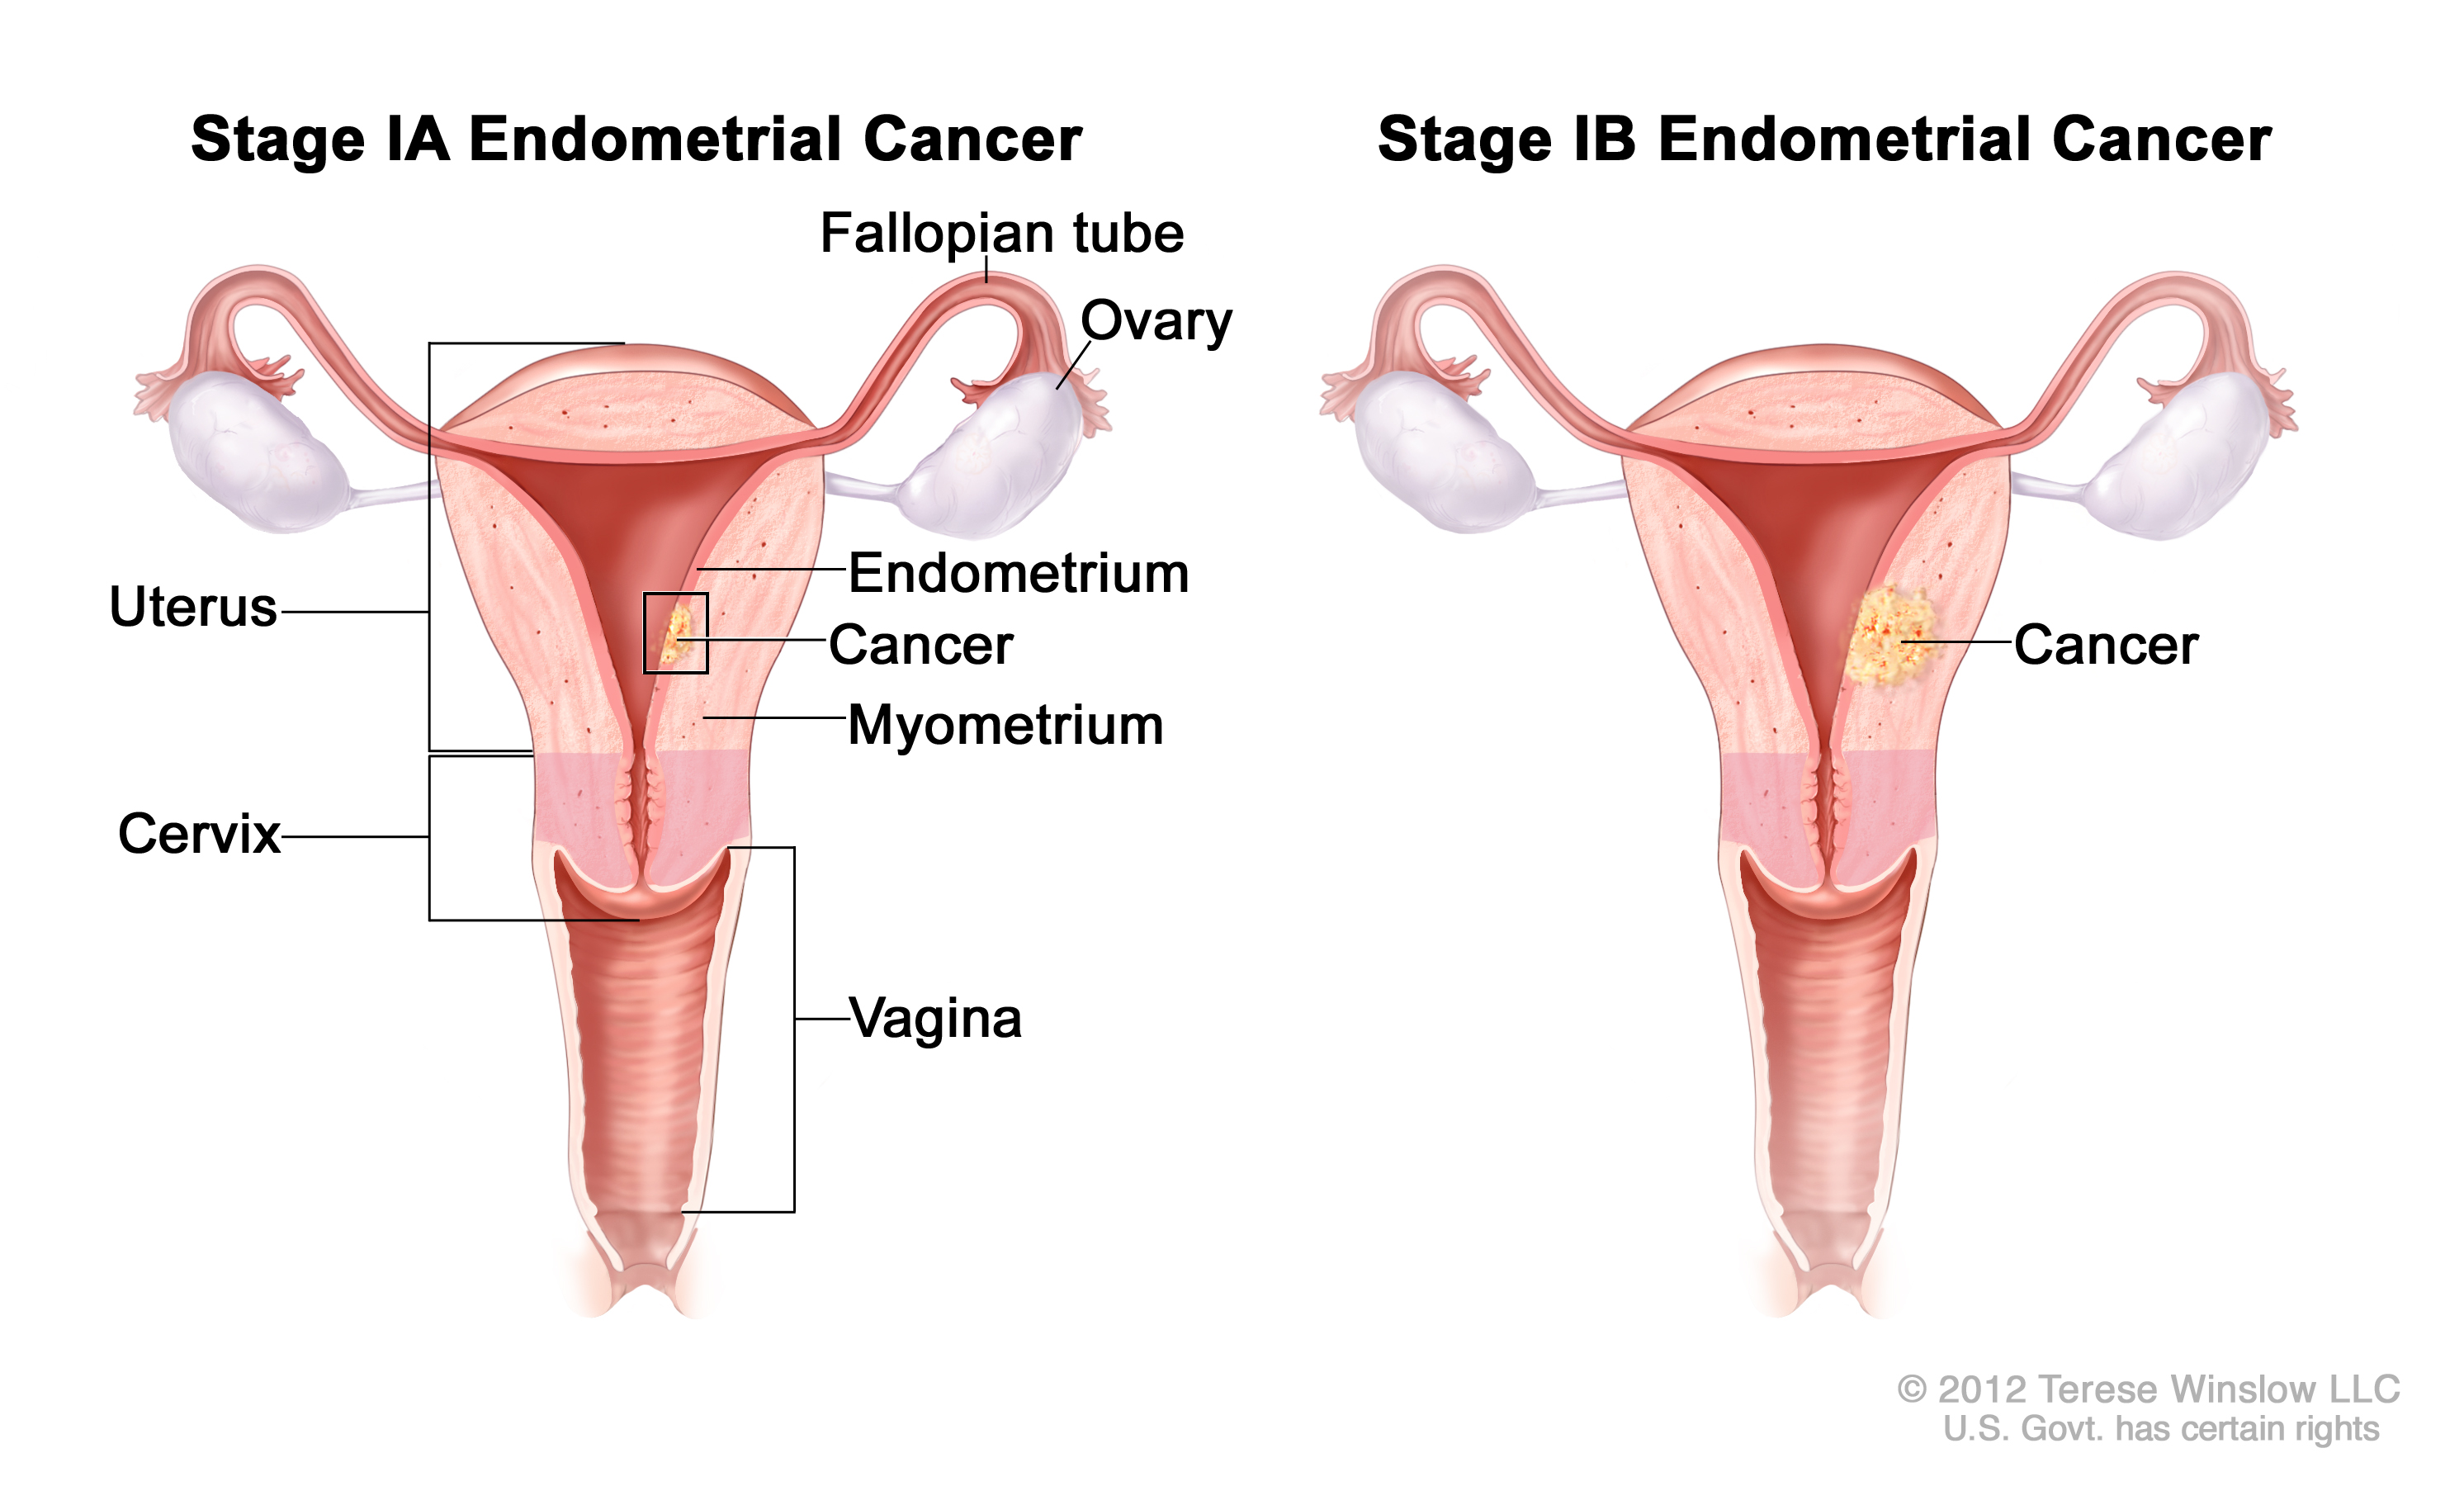 Stage IA Endometrial Cancer
Fallopian tube
Ovary
Endometrium
Uterus
Cancer
Myometrium
Cervix
Vagina
Stage IB Endometrial Cancer
Cancer
© 2012 Terese Winslow LLC
U.S. Govt. has certain rights